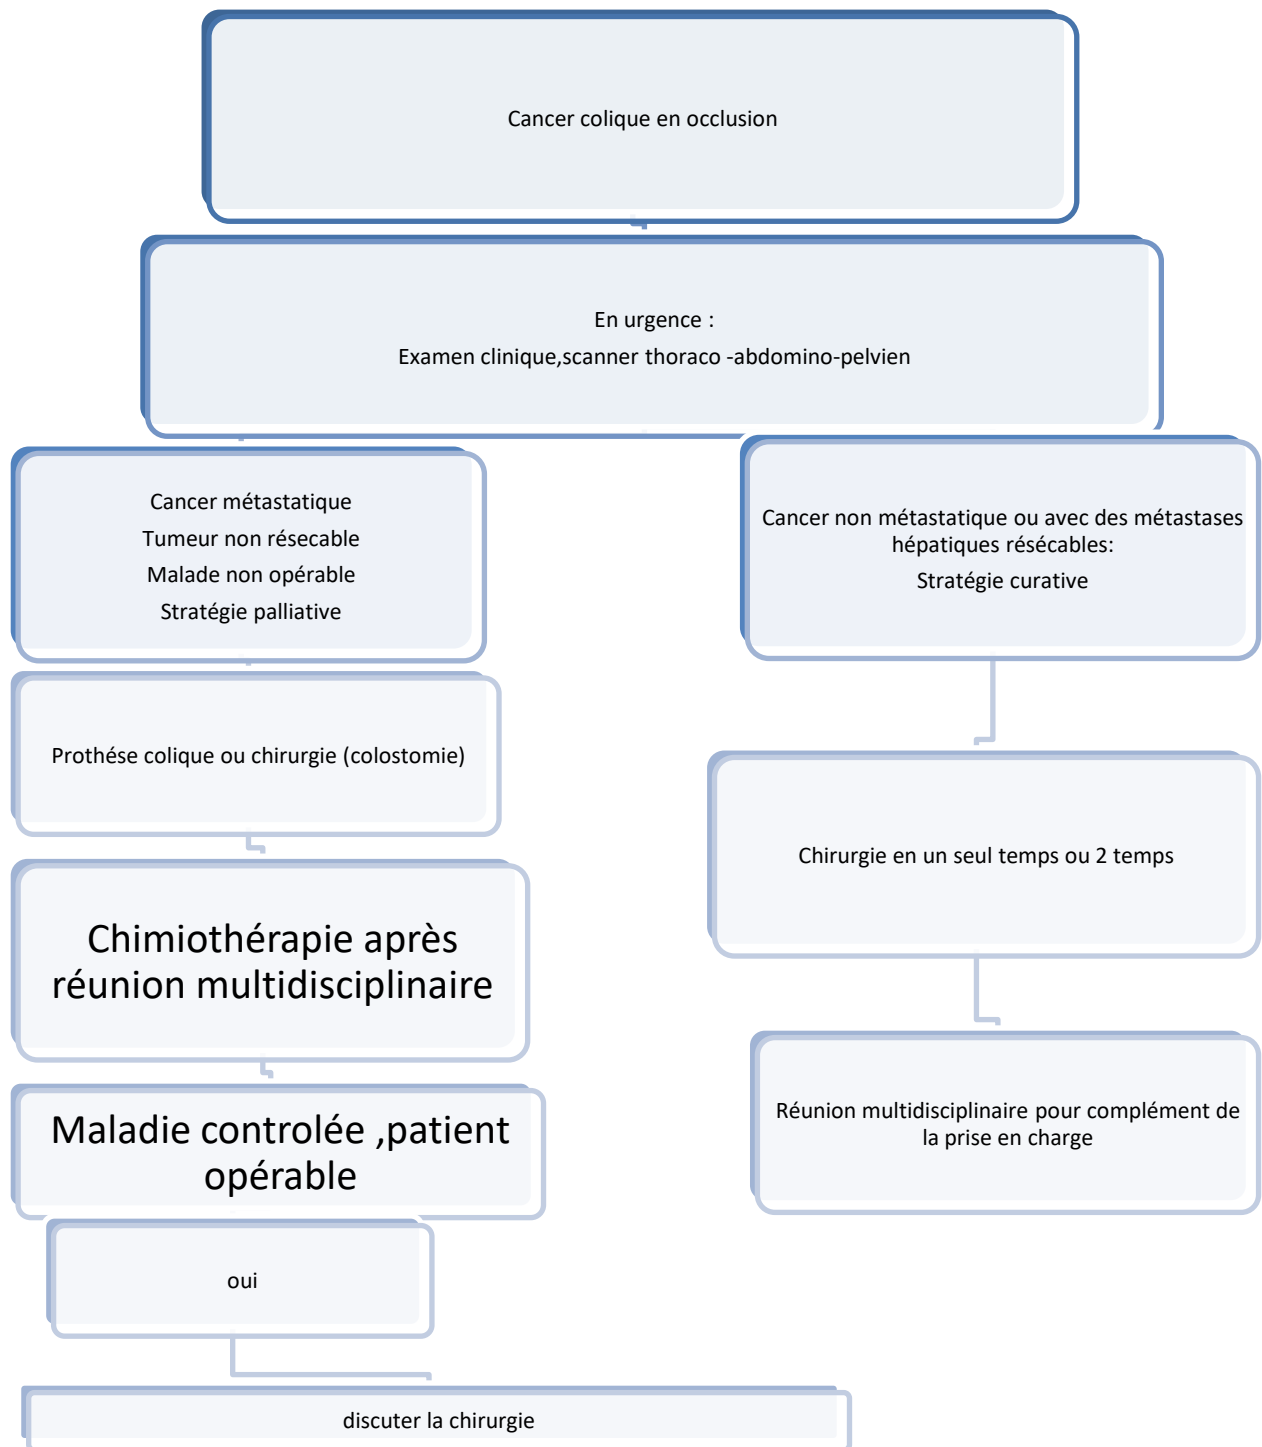 Cancer colique en occlusion
En urgence :
Examen clinique,scanner thoraco -abdomino-pelvien
Cancer métastatique
Tumeur non résecable
Malade non opérable
Stratégie palliative
Prothése colique ou chirurgie (colostomie)
Chimiothérapie après
réunion multidisciplinaire
Maladie controlée ,patient
opérable
oui
discuter la chirurgie
Cancer non métastatique ou avec des métastases
hépatiques résécables:
Stratégie curative
Chirurgie en un seul temps ou 2 temps
Réunion multidisciplinaire pour complément de
la prise en charge